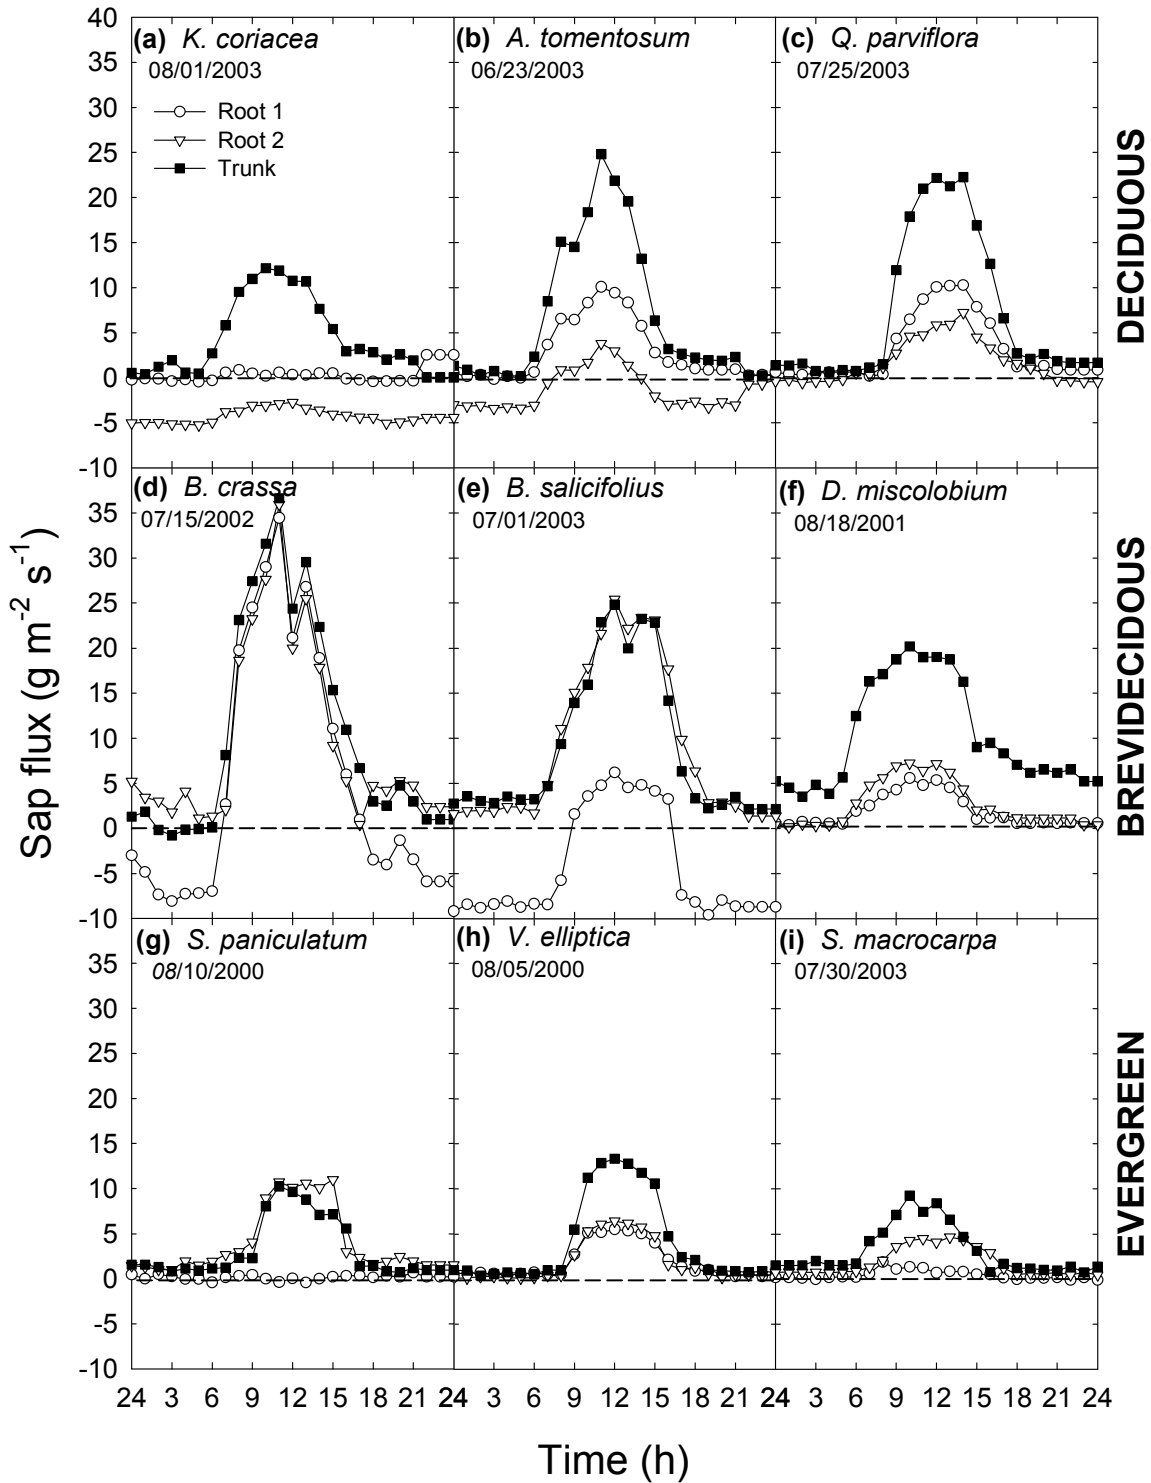 (a) K. coriacea
08/01/2003
(b) A. tomentosum
06/23/2003
(c) Q. parviflora
07/25/2003
Root 1
Root 2
Trunk
40
35
30
25
20
15
10
5
0
-5
-10
DECIDUOUS
(d) B. crassa
07/15/2002
(e) B. salicifolius
07/01/2003
(f) D. miscolobium
08/18/2001
35
30
25
20
15
10
5
0
-5
-10
Sap flux (g m-2 s-1)
BREVIDECIDOUS
(g) S. paniculatum
08/10/2000
(h) V. elliptica
08/05/2000
(i) S. macrocarpa
07/30/2003
35
30
25
20
15
10
5
0
-5
-10
EVERGREEN
24 3 6 9 12 15 18 21 24 3 6 9 12 15 18 21 24 3 6 9 12 15 18 21 24
Time (h)